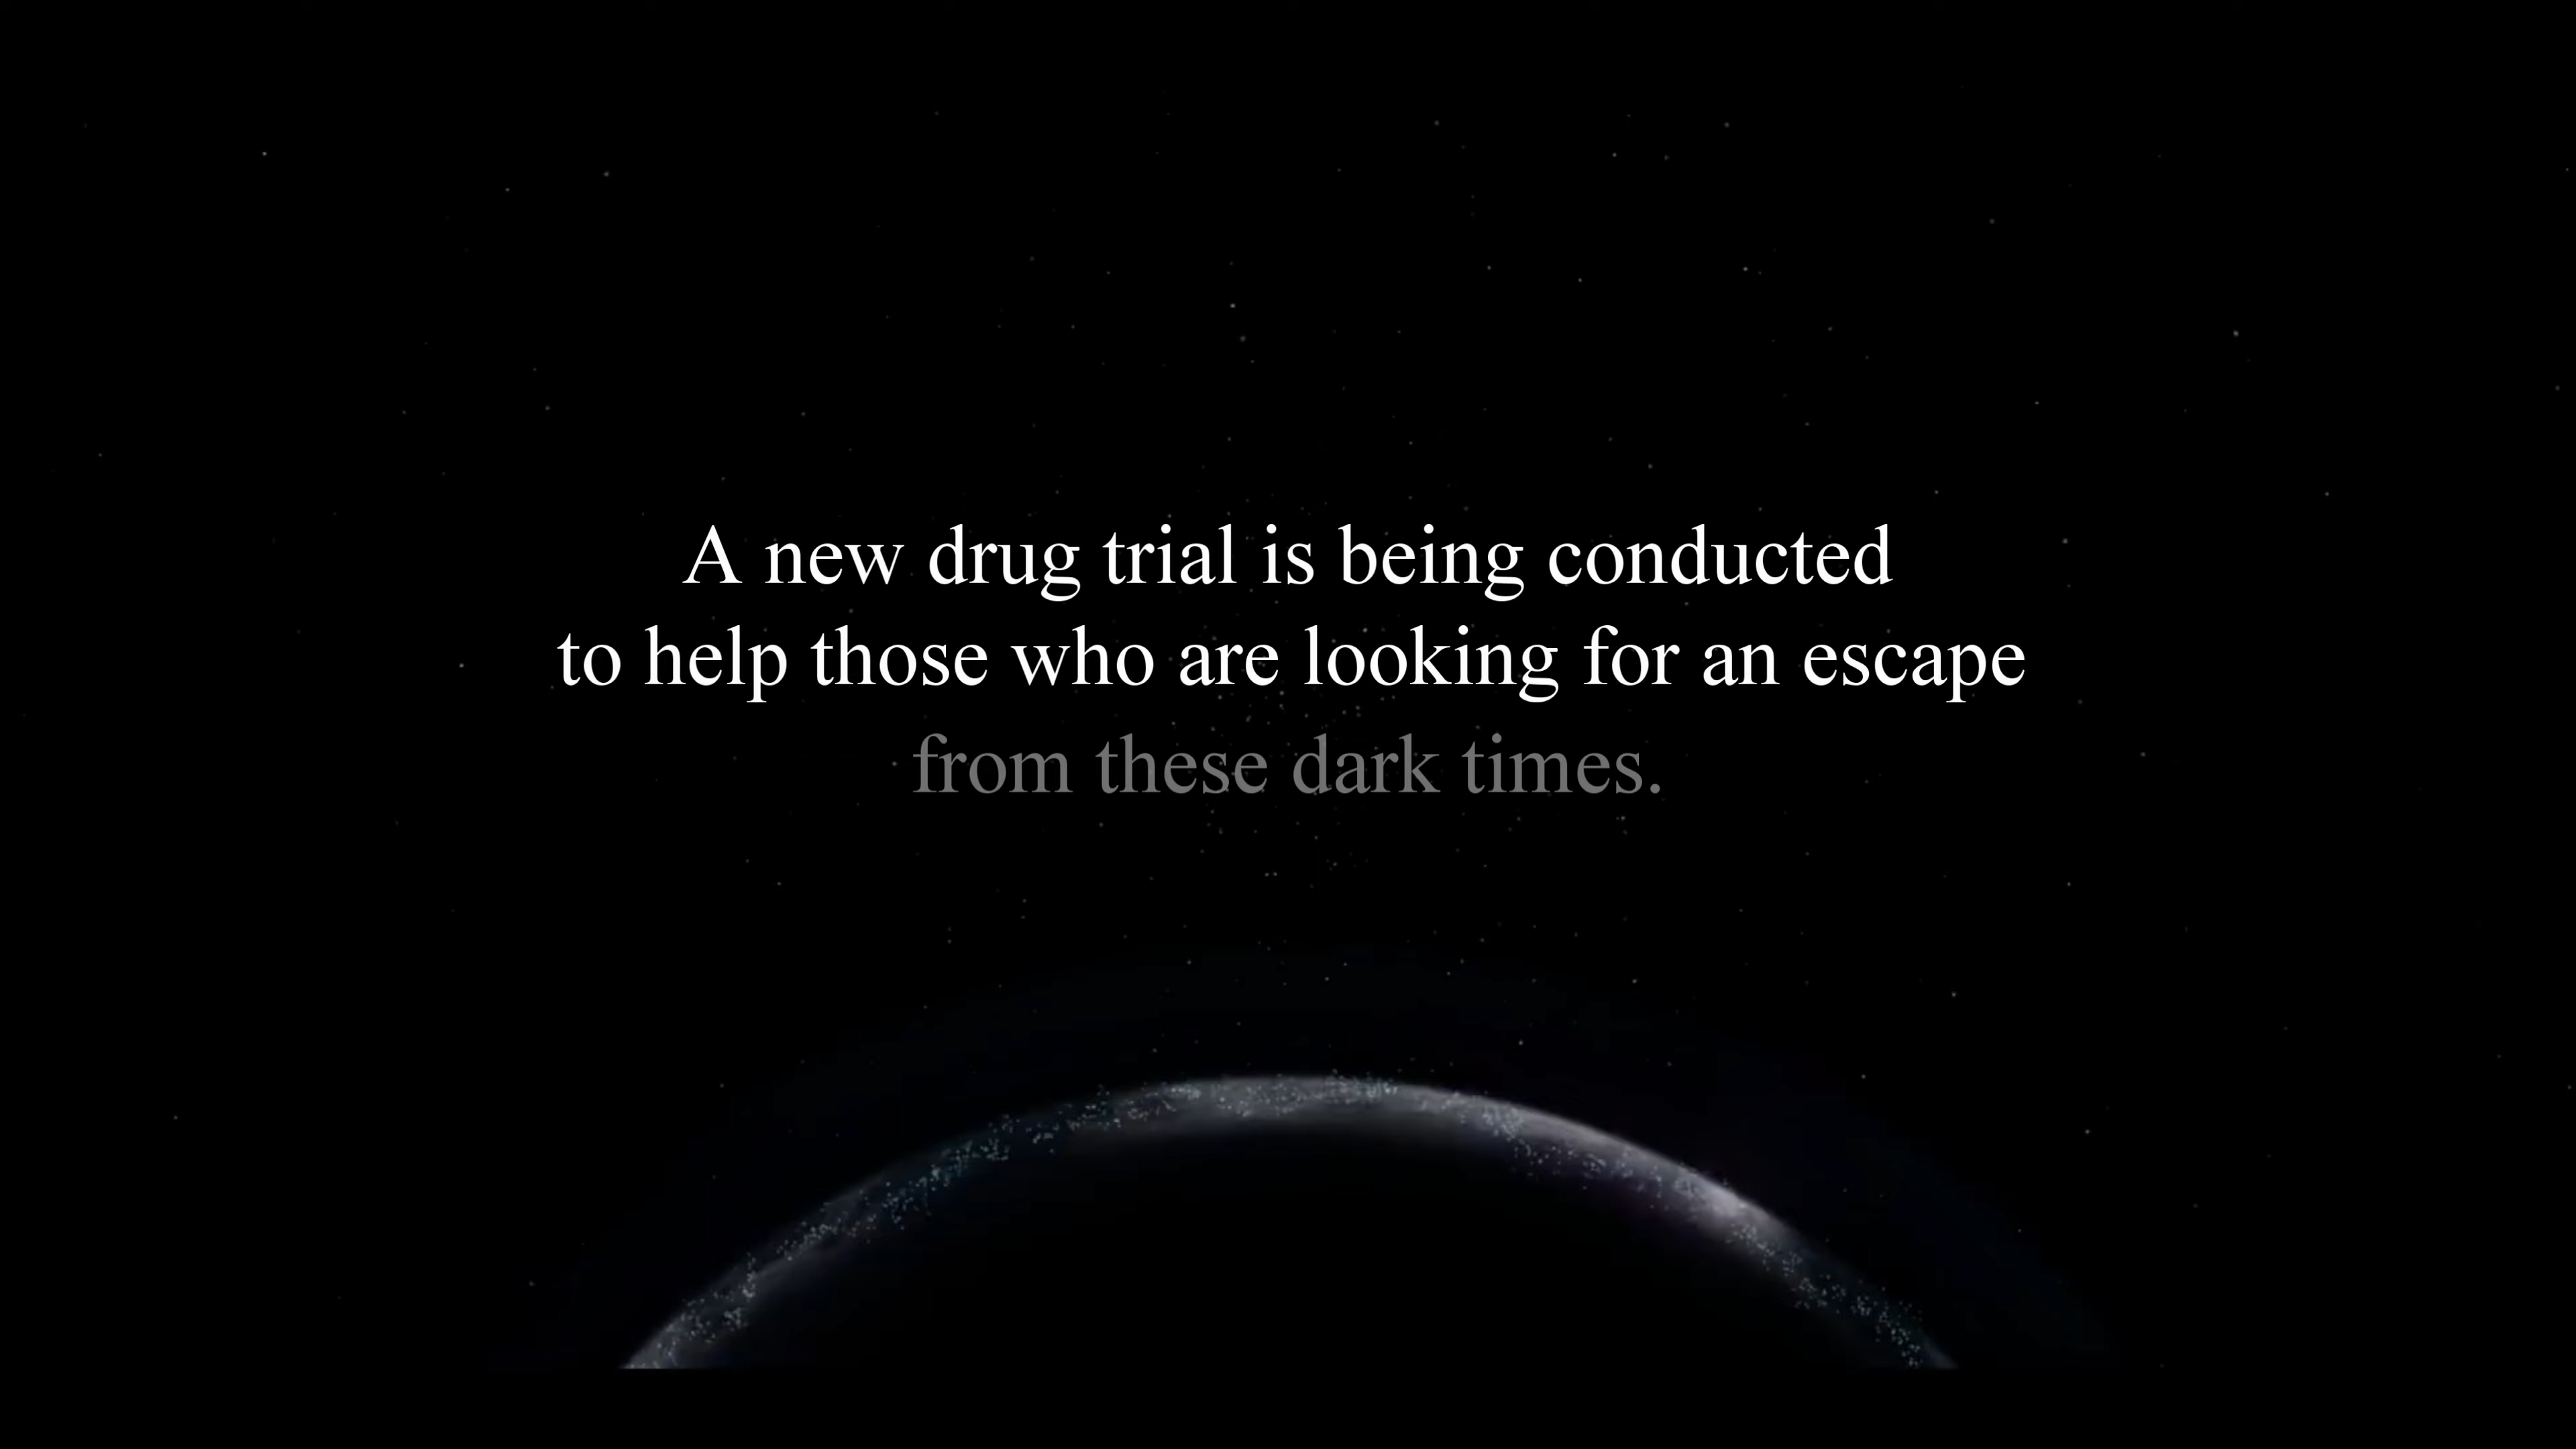 A new drug trial is being conducted
to help those who are looking for an escape
from these dark times.